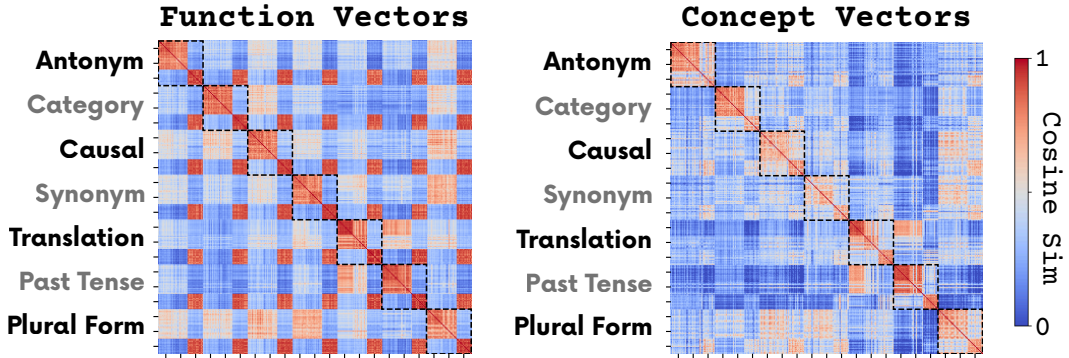 Function Vectors
Concept Vectors
Antonym
Category
Causal
Synonym
Translation
Past Tense
Plural Form
Antonym
Category
Causal
Synonym
Translation
Past Tense
Plural Form
1
Cosine Sim
0